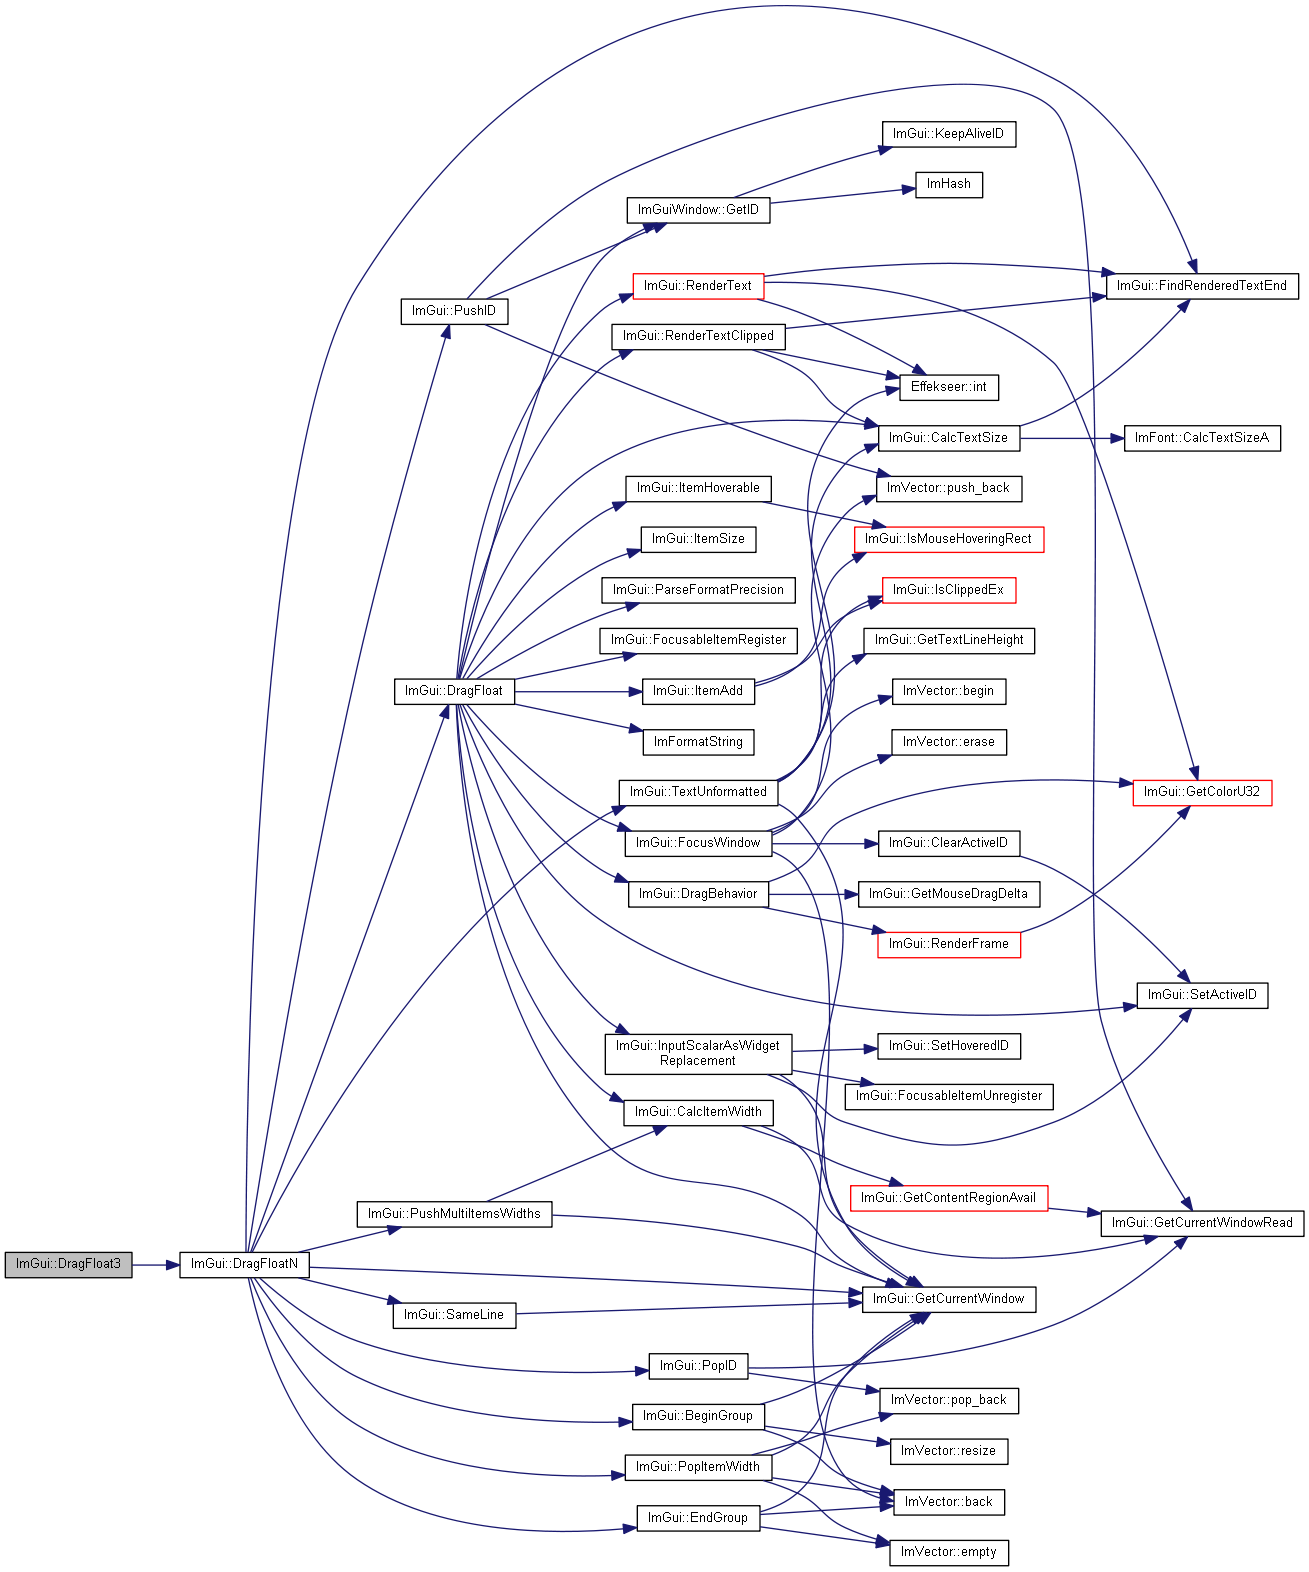 ImGui::KeepAliveID
ImHash
ImGuiWindow::GetID
ImGui::RenderText
ImGui::FindRenderedTextEnd
ImGui::PushID
ImGui::RenderTextClipped
Effekseer::int
ImGui::CalcTextSize
ImFont::CalcTextSizeA
ImGui::ItemHoverable
ImVector::push_back
ImGui::ItemSize
ImGui::IsMouseHoveringRect
ImGui::ParseFormatPrecision
ImGui::IsClippedEx
ImGui::FocusableItemRegister
ImGui::GetTextLineHeight
ImGui::DragFloat
ImGui::ItemAdd
ImVector::begin
ImFormatString
ImVector::erase
ImGui::TextUnformatted
ImGui::GetColorU32
ImGui::FocusWindow
ImGui::ClearActiveID
ImGui::DragBehavior
ImGui::GetMouseDragDelta
ImGui::RenderFrame
ImGui::SetActiveID
ImGui::InputScalarAsWidget
Replacement
ImGui::SetHoveredID
ImGui::FocusableItemUnregister
ImGui::CalcItemWidth
ImGui::GetContentRegionAvail
ImGui::PushMultiItemsWidths
ImGui::GetCurrentWindowRead
ImGui::DragFloat3
ImGui::DragFloatN
ImGui::GetCurrentWindow
ImGui::SameLine
ImGui::PopID
ImVector::pop_back
ImGui::BeginGroup
ImVector::resize
ImGui::PopItemWidth
ImVector::back
ImGui::EndGroup
ImVector::empty